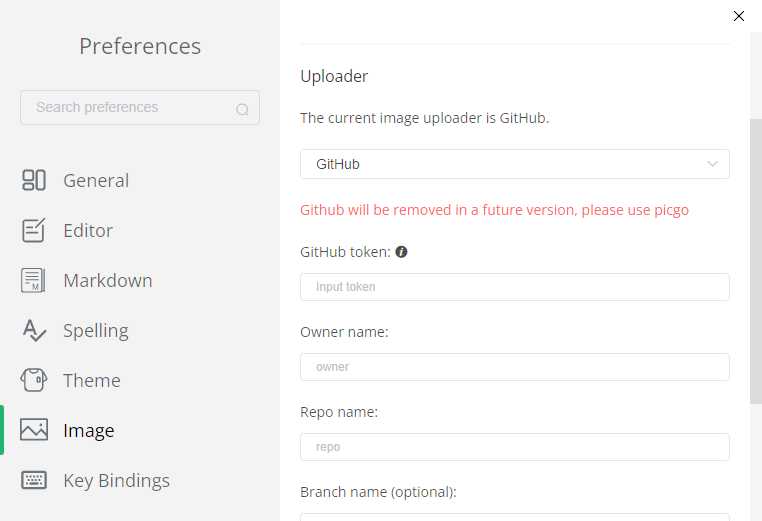 Preferences
Search preferences
General
Editor
Markdown
Spelling
Theme
Image
Key Bindings
Uploader
The current image uploader is GitHub.
GitHub
Github will be removed in a future version, please use picgo
GitHub token:
Input token
Owner name:
owner
Repo name:
repo
Branch name (optional):